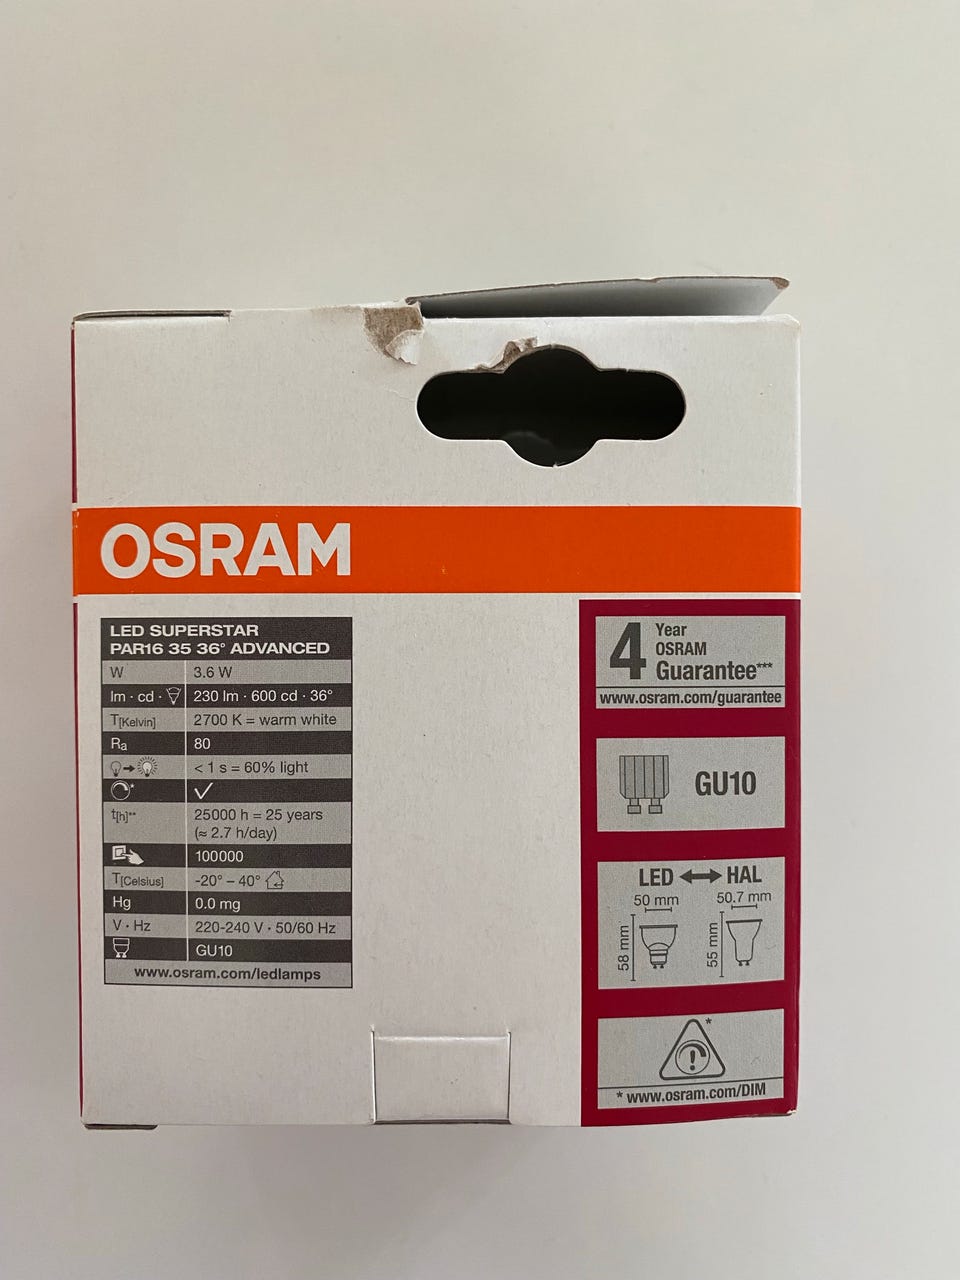 OSRAM
LED SUPERSTAR
PAR16 35 36° ADVANCED
W 3.6 W
lm · cd · 230 lm · 600 cd · 36°
T[Kelvin] 2700 K = warm white
Ra 80
< 1 s = 60% light
*
t[h]** 25000 h = 25 years
(≈ 2.7 h/day)
100000
T[Celsius] -20° – 40°
Hg 0.0 mg
V · Hz 220-240 V · 50/60 Hz
GU10
www.osram.com/ledlamps
4 Year
OSRAM
Guarantee***
www.osram.com/guarantee
GU10
LED HAL
50 mm 50.7 mm
58 mm 55 mm
! *
* www.osram.com/DIM